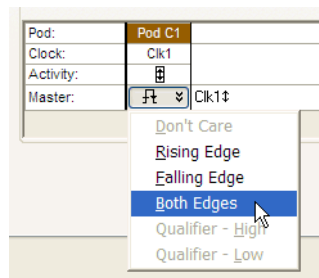 Pod: Pod C1
Clock: Clk1
Activity:
Master: Clk1↕
Don't Care
Rising Edge
Falling Edge
Both Edges
Qualifier - High
Qualifier - Low